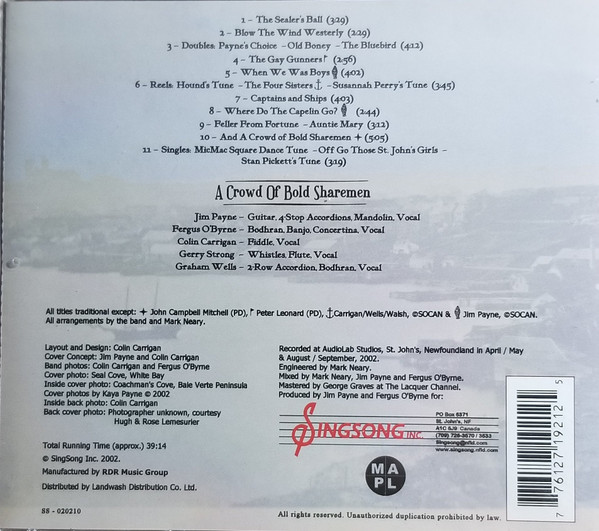 1 – The Sealer's Ball (3:29)
2 – Blow The Wind Westerly (2:29)
3 – Doubles: Payne's Choice – Old Boney – The Bluebird (4:12)
4 – The Gay Gunners (2:56)
5 – When We Was Boys (4:02)
6 – Reels: Hound's Tune – The Four Sisters – Susannah Perry's Tune (3:45)
7 – Captains and Ships (4:03)
8 – Where Do The Capelin Go? (2:44)
9 – Feller From Fortune – Auntie Mary (3:12)
10 – And A Crowd of Bold Sharemen ✦ (5:05)
11 – Singles: MicMac Square Dance Tune – Off Go Those St. John's Girls –
Stan Pickett's Tune (3:19)
A Crowd Of Bold Sharemen
Jim Payne – Guitar, 4-Stop Accordions, Mandolin, Vocal
Fergus O'Byrne – Bodhran, Banjo, Concertina, Vocal
Colin Carrigan – Fiddle, Vocal
Gerry Strong – Whistles, Flute, Vocal
Graham Wells – 2-Row Accordion, Bodhran, Vocal
All titles traditional except: ✦ John Campbell Mitchell (PD), Peter Leonard (PD), ⚓Carrigan/Wells/Walsh, ©SOCAN & Jim Payne, ©SOCAN.
All arrangements by the band and Mark Neary.
Layout and Design: Colin Carrigan
Cover Concept: Jim Payne and Colin Carrigan
Band photos: Colin Carrigan and Fergus O'Byrne
Cover photo: Seal Cove, White Bay
Inside cover photo: Coachman's Cove, Baie Verte Peninsula
Cover photos by Kaya Payne © 2002
Inside back photo: Colin Carrigan
Back cover photo: Photographer unknown, courtesy
Hugh & Rose Lemesurier
Total Running Time (approx.) 39:14
© SingSong Inc. 2002.
Manufactured by RDR Music Group
Distributed by Landwash Distribution Co. Ltd.
88 - 020210
Recorded at AudioLab Studios, St. John's, Newfoundland in April / May
& August / September, 2002.
Engineered by Mark Neary.
Mixed by Mark Neary, Jim Payne and Fergus O'Byrne.
Mastered by George Graves at The Lacquer Channel.
Produced by Jim Payne and Fergus O'Byrne for:
SINGSONG INC.
PO Box 6371
St. John's, NF
A1C 5J9 Canada
singsong@nfld.com
www.singsong.nfld.com
MA
PL
All rights reserved. Unauthorized duplication prohibited by law.
7 76127 19212 5